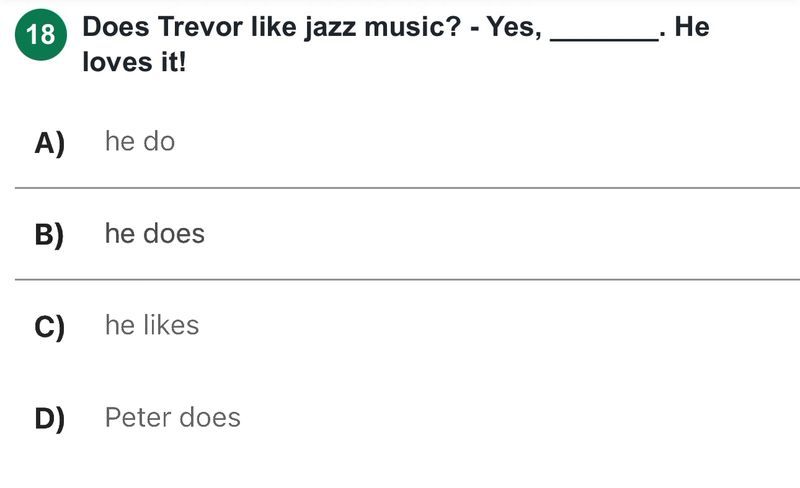 18 Does Trevor like jazz music? - Yes, _______. He
loves it!
A) he do
B) he does
C) he likes
D) Peter does